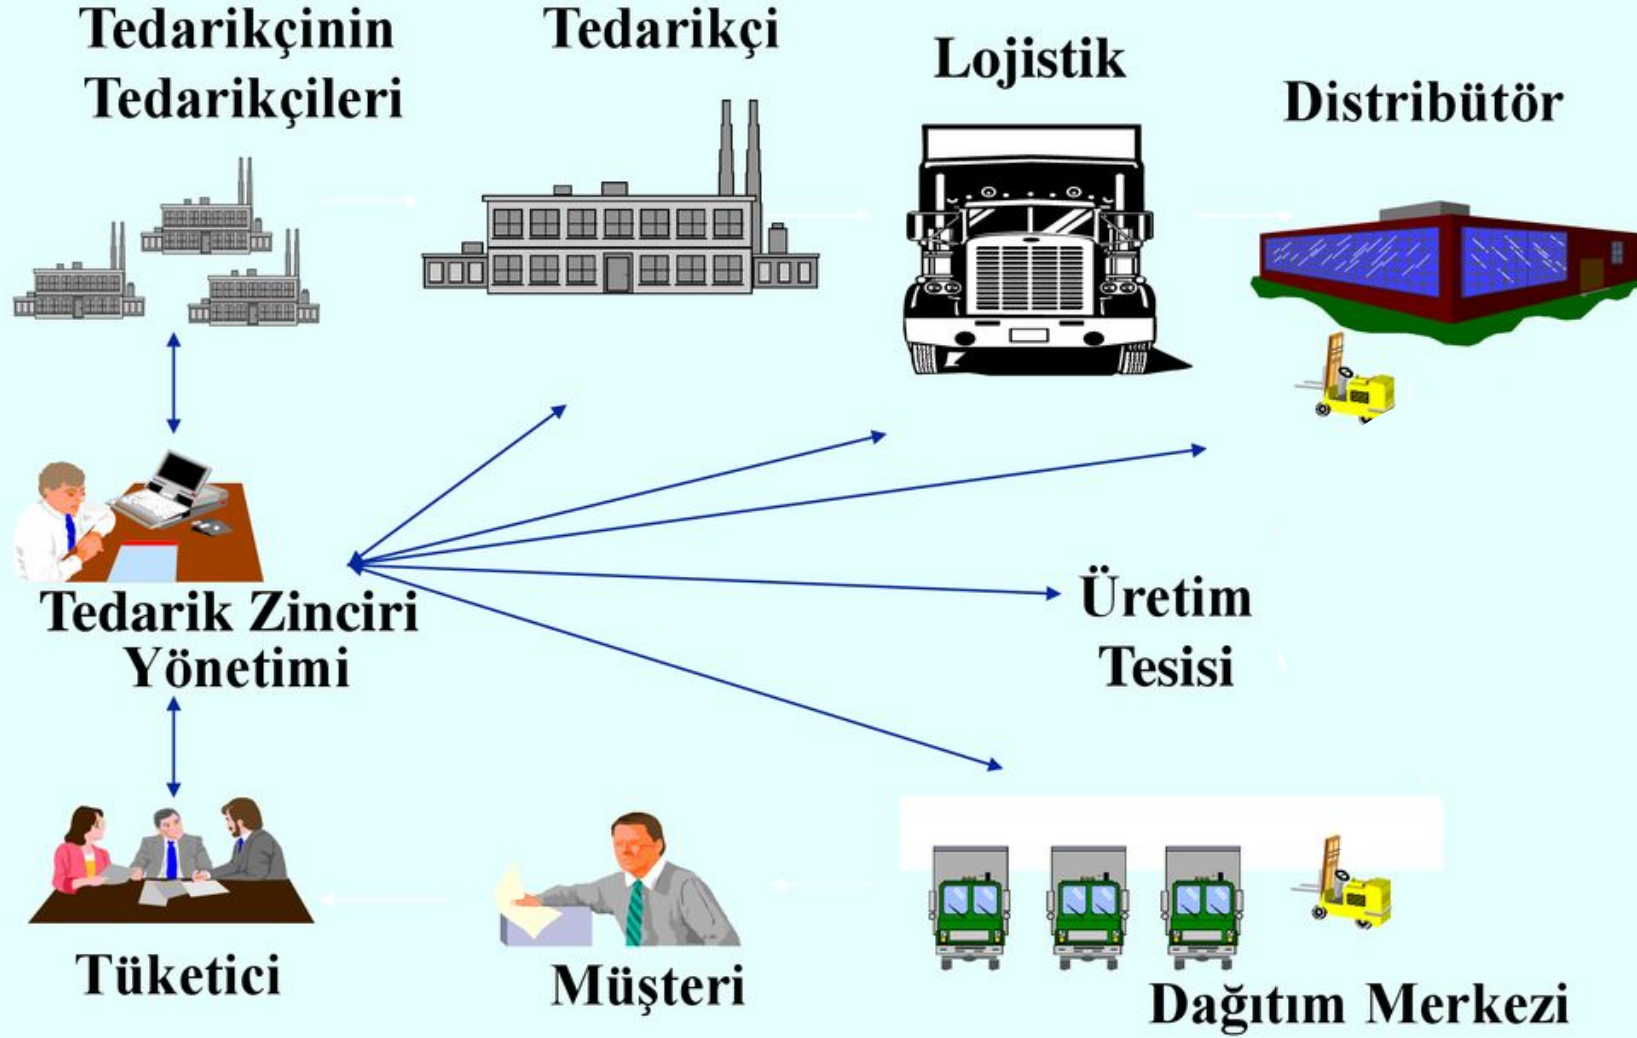 Tedarikçinin
Tedarikçileri
Tedarikçi
Lojistik
Distribütör
Tedarik Zinciri
Yönetimi
Üretim
Tesisi
Tüketici
Müşteri
Dağıtım Merkezi